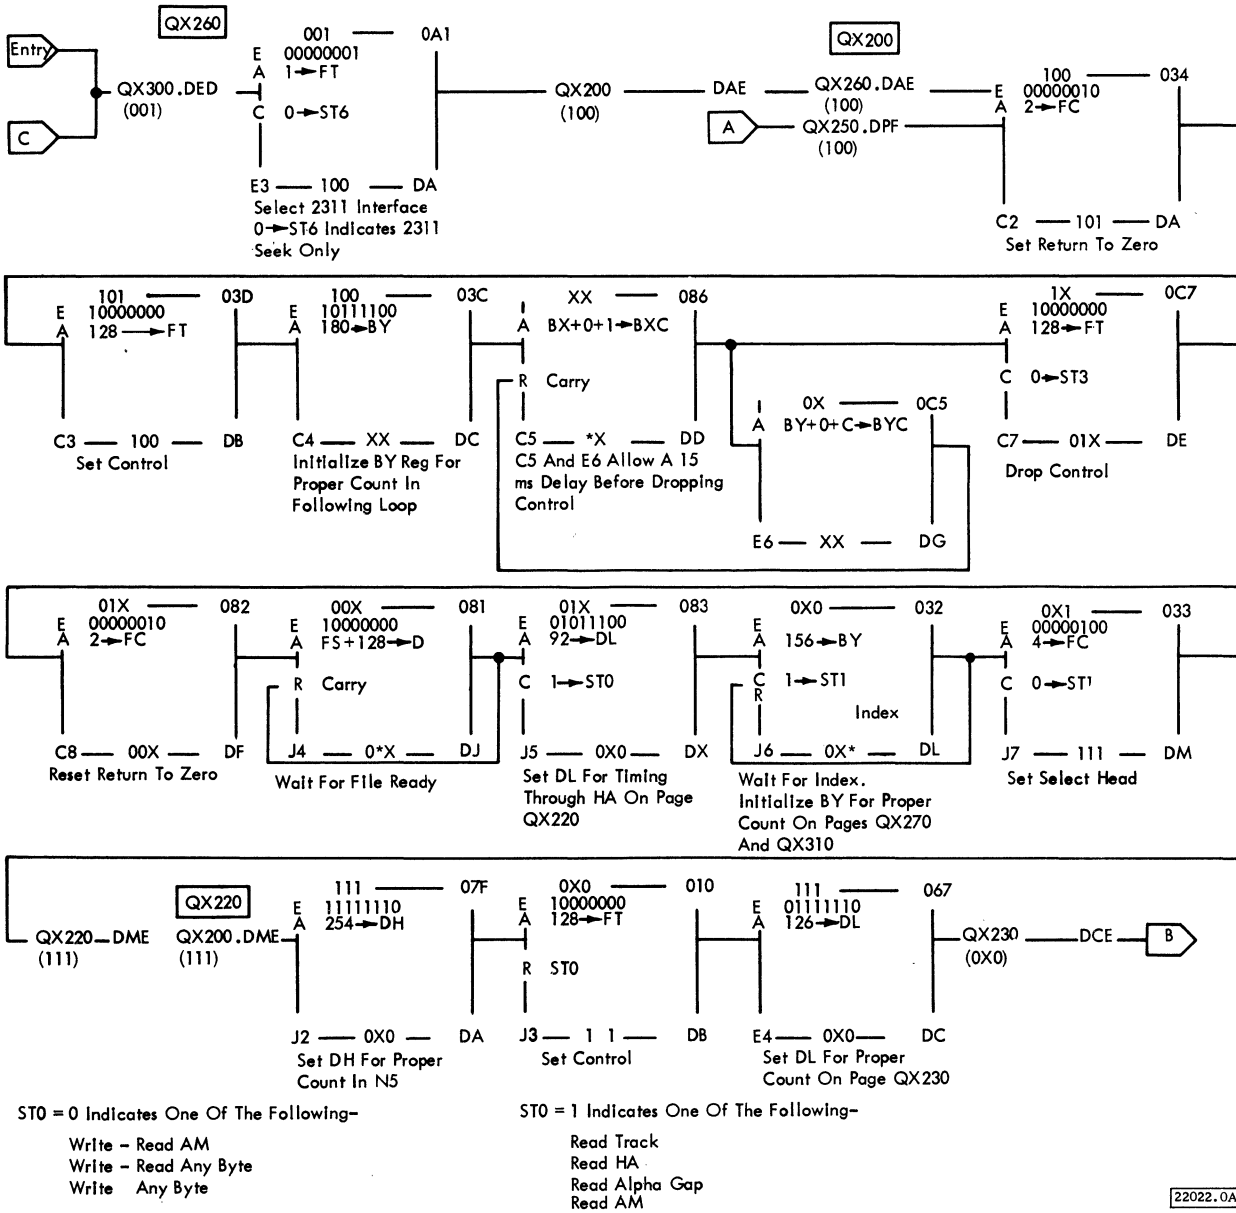 QX260
Entry
C
QX300.DED
(001)
001 0A1
E 00000001
A 1→FT
C 0→ST6
E3 100 DA
Select 2311 Interface
0→ST6 Indicates 2311
Seek Only
QX200
(100)
DAE
QX200
QX260.DAE
(100)
A
QX250.DPF
(100)
100 034
E 00000010
A 2→FC
C2 101 DA
Set Return To Zero
101 03D
E 10000000
A 128→FT
C3 100 DB
Set Control
100 03C
E 10111100
A 180→BY
C4 XX DC
Initialize BY Reg For
Proper Count In
Following Loop
XX 086
A BX+0+1→BXC
R Carry
C5 *X DD
C5 And E6 Allow A 15
ms Delay Before Dropping
Control
0X 0C5
A BY+0+C→BYC
E6 XX DG
1X 0C7
E 10000000
A 128→FT
C 0→ST3
C7 01X DE
Drop Control
01X 082
E 00000010
A 2→FC
C8 00X DF
Reset Return To Zero
00X 081
E 10000000
A FS+128→D
R Carry
J4 0*X DJ
Wait For File Ready
01X 083
E 01011100
A 92→DL
C 1→ST0
J5 0X0 DX
Set DL For Timing
Through HA On Page
QX220
0X0 032
E
A 156→BY
C 1→ST1
R
Index
J6 0X* DL
Wait For Index.
Initialize BY For Proper
Count On Pages QX270
And QX310
0X1 033
E 00000100
A 4→FC
C 0→ST1
J7 111 DM
Set Select Head
QX220 DME
(111)
QX220
QX200.DME
(111)
111 07F
E 11111110
A 254→DH
J2 0X0 DA
Set DH For Proper
Count In N5
0X0 010
E 10000000
A 128→FT
R ST0
J3 1 1 DB
Set Control
111 067
E 01111110
A 126→DL
E4 0X0 DC
Set DL For Proper
Count On Page QX230
QX230
(0X0)
DCE
B
ST0 = 0 Indicates One Of The Following-
Write - Read AM
Write - Read Any Byte
Write Any Byte
ST0 = 1 Indicates One Of The Following-
Read Track
Read HA
Read Alpha Gap
Read AM
22022.0A